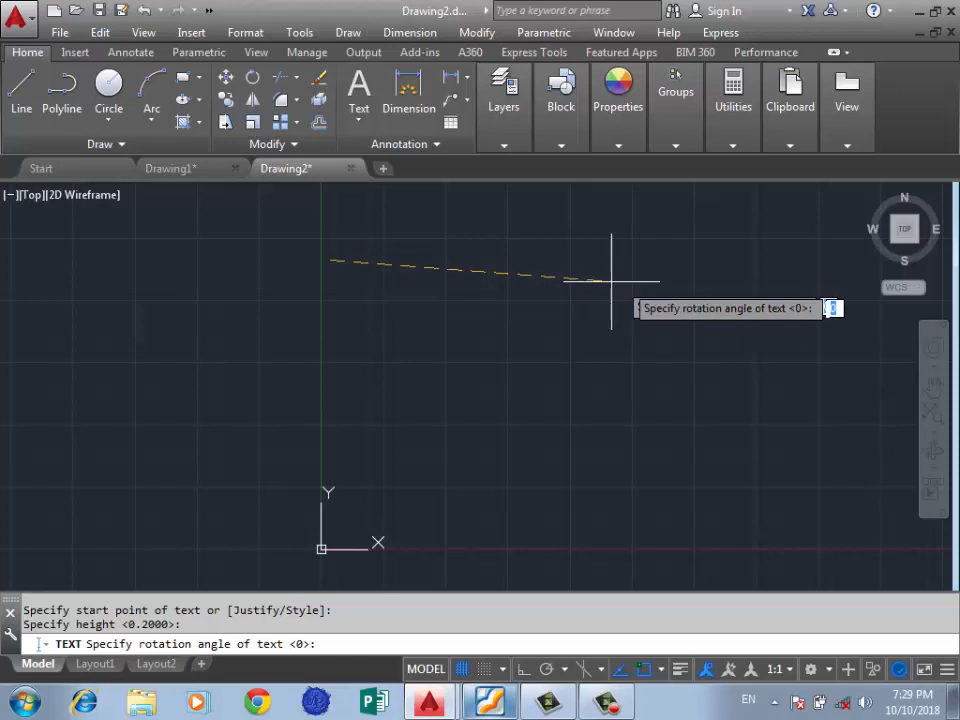 Drawing2.d...
Type a keyword or phrase
Sign In
File Edit View Insert Format Tools Draw Dimension Modify Parametric Window Help Express
Home Insert Annotate Parametric View Manage Output Add-ins A360 Express Tools Featured Apps BIM 360 Performance
Line Polyline Circle Arc Text Dimension Layers Block Properties Groups Utilities Clipboard View
Draw Modify Annotation
Start Drawing1* Drawing2*
[−][Top][2D Wireframe]
N
W TOP E
S
WCS
Specify rotation angle of text <0>: 0
Y
X
Specify start point of text or [Justify/Style]:
Specify height <0.2000>:
TEXT Specify rotation angle of text <0>:
Model Layout1 Layout2 +
MODEL 1:1
EN
7:29 PM
10/10/2018